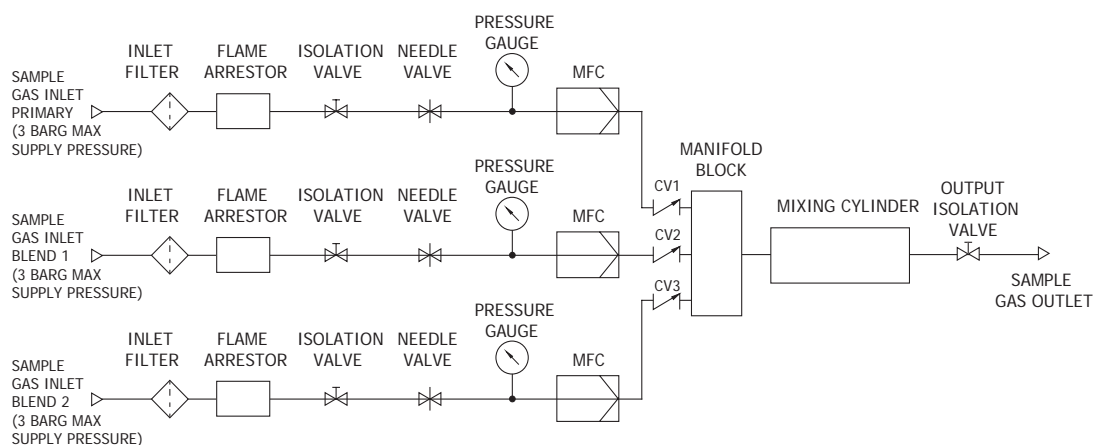 PRESSURE
GAUGE
INLET
FILTER
FLAME
ARRESTOR
ISOLATION
VALVE
NEEDLE
VALVE
MFC
SAMPLE
GAS INLET
PRIMARY
(3 BARG MAX
SUPPLY PRESSURE)
MANIFOLD
BLOCK
PRESSURE
GAUGE
INLET
FILTER
FLAME
ARRESTOR
ISOLATION
VALVE
NEEDLE
VALVE
MFC
CV1
SAMPLE
GAS INLET
BLEND 1
(3 BARG MAX
SUPPLY PRESSURE)
CV2
MIXING CYLINDER
OUTPUT
ISOLATION
VALVE
SAMPLE
GAS OUTLET
CV3
PRESSURE
GAUGE
INLET
FILTER
FLAME
ARRESTOR
ISOLATION
VALVE
NEEDLE
VALVE
MFC
SAMPLE
GAS INLET
BLEND 2
(3 BARG MAX
SUPPLY PRESSURE)